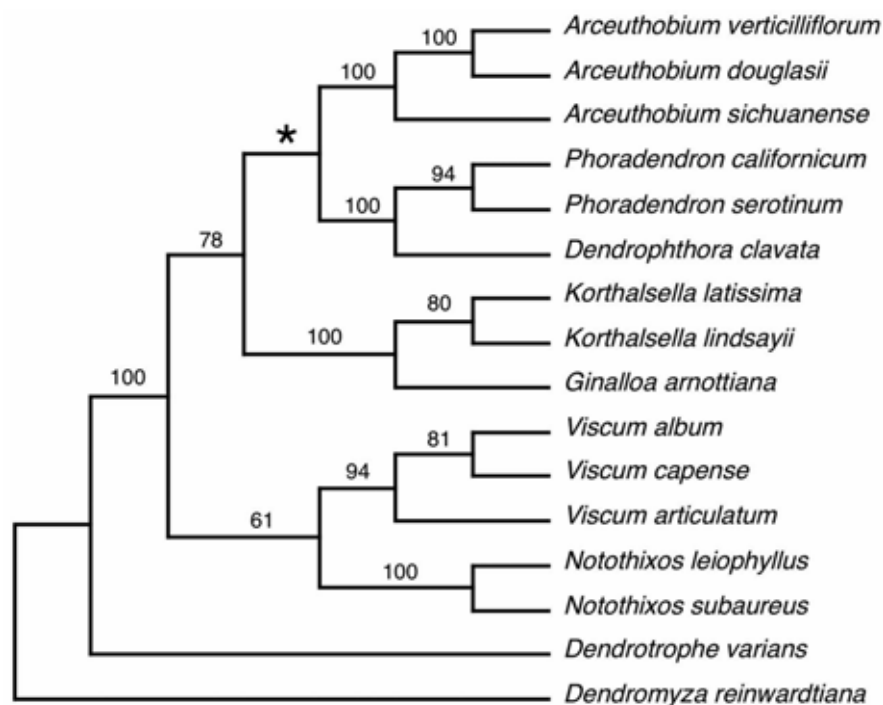 Arceuthobium verticilliflorum
100
Arceuthobium douglasii
100
Arceuthobium sichuanense
*
Phoradendron californicum
94
Phoradendron serotinum
100
Dendrophthora clavata
78
Korthalsella latissima
80
Korthalsella lindsayii
100
Ginalloa arnottiana
100
Viscum album
81
Viscum capense
94
Viscum articulatum
61
Notothixos leiophyllus
100
Notothixos subaureus
Dendrotrophe varians
Dendromyza reinwardtiana